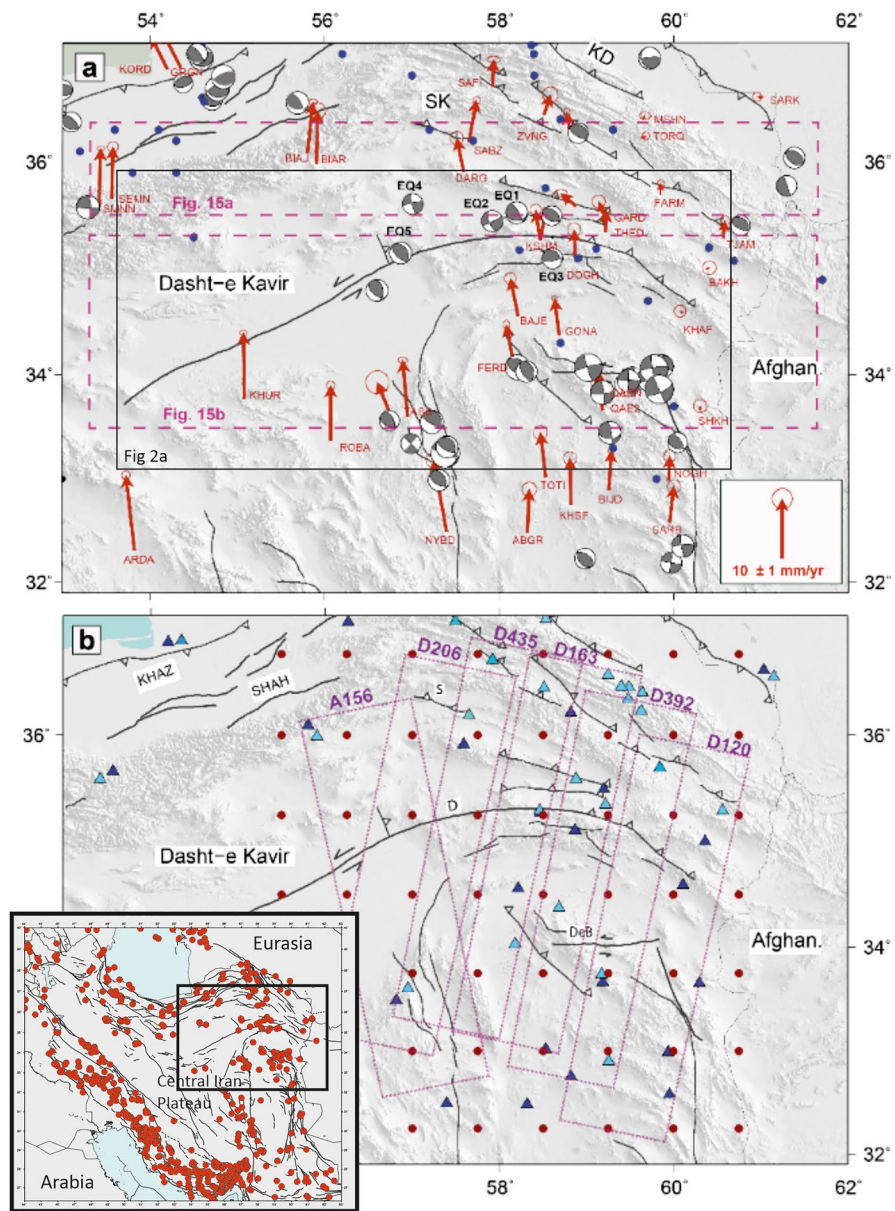 54° 56° 58° 60° 62°
a
KORD
GRGN
SK
SAFI
KD
SARK
MSHN
TORQ
ZVNG
SABZ
BIAJ
BIAR
DARG
36°
36°
SEMN
SMNN
Fig. 15a
EQ4
EQ2
EQ1
FARM
GARD
THED
KSHM
TJAM
EQ5
EQ3
DOGH
BAKH
Dasht-e Kavir
BAJE
GONA
KHAF
34°
34°
FERD
Afghan.
KHUR
Fig. 15b
ROBA
QAE2
SHKH
Fig 2a
TOTI
KHSF
BIJD
NOGH
ARDA
NYBD
ABGR
SARB
10 ± 1 mm/yr
32°
32°
b
KHAZ
SHAH
D206
D435
D163
D392
D120
A156
S
36°
36°
D
Dasht-e Kavir
DeB
34°
34°
Afghan.
Eurasia
Central Iran
Plateau
Arabia
32°
58° 60° 62°